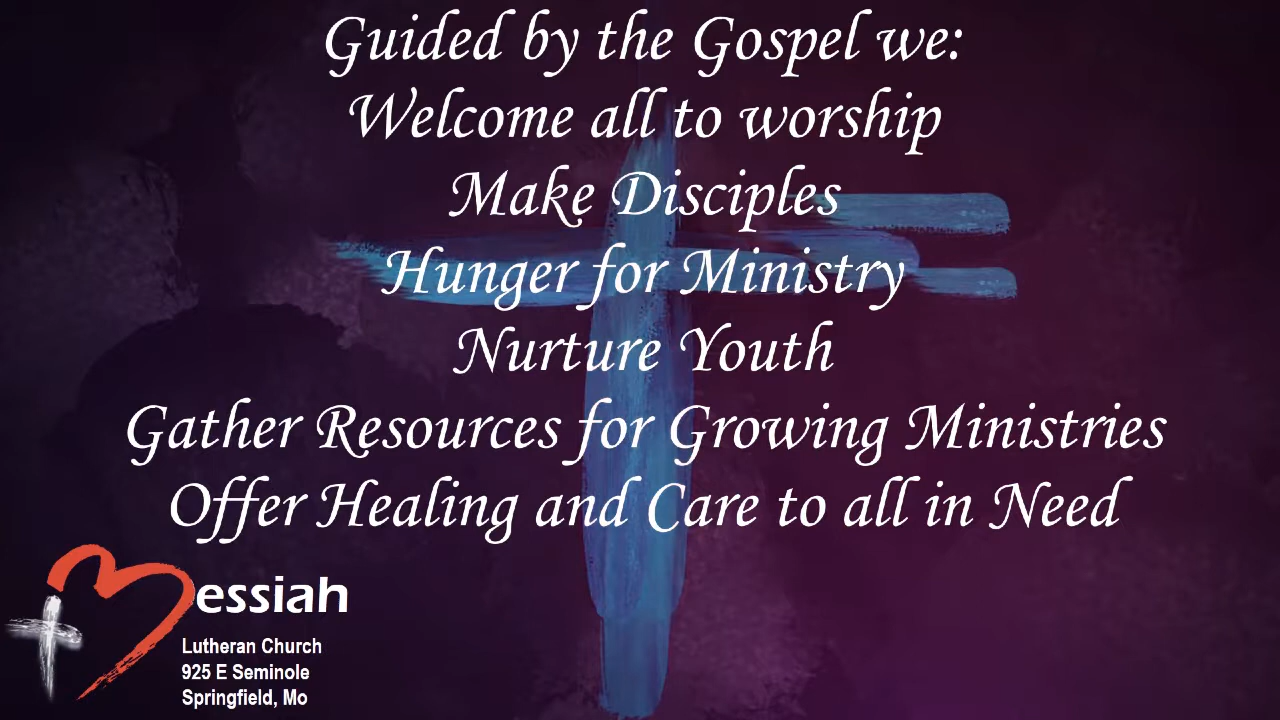 Guided by the Gospel we:
Welcome all to worship
Make Disciples
Hunger for Ministry
Nurture Youth
Gather Resources for Growing Ministries
Offer Healing and Care to all in Need
Messiah
Lutheran Church
925 E Seminole
Springfield, Mo